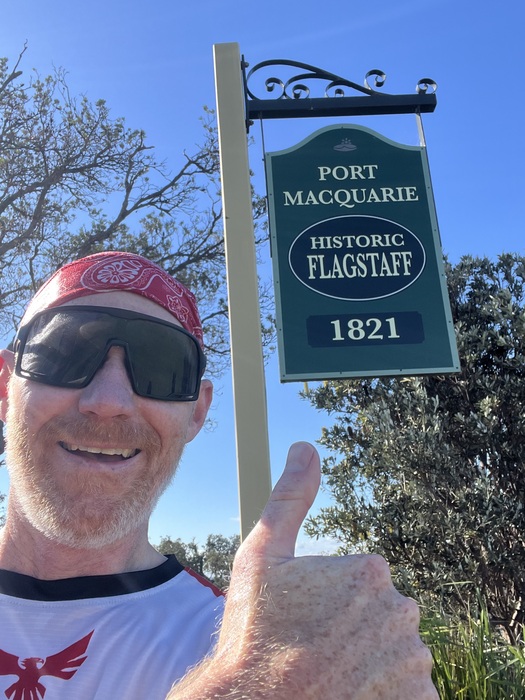 PORT
MACQUARIE
HISTORIC
FLAGSTAFF
1821